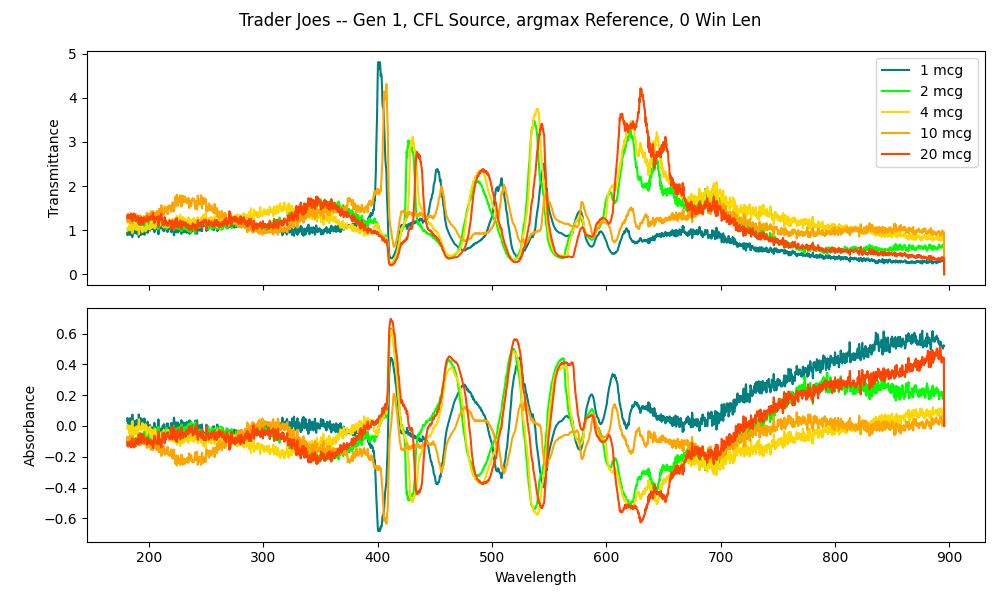 Trader Joes -- Gen 1, CFL Source, argmax Reference, 0 Win Len
5
4
3
2
1
0
Transmittance
1 mcg
2 mcg
4 mcg
10 mcg
20 mcg
0.6
0.4
0.2
0.0
−0.2
−0.4
−0.6
Absorbance
200 300 400 500 600 700 800 900
Wavelength